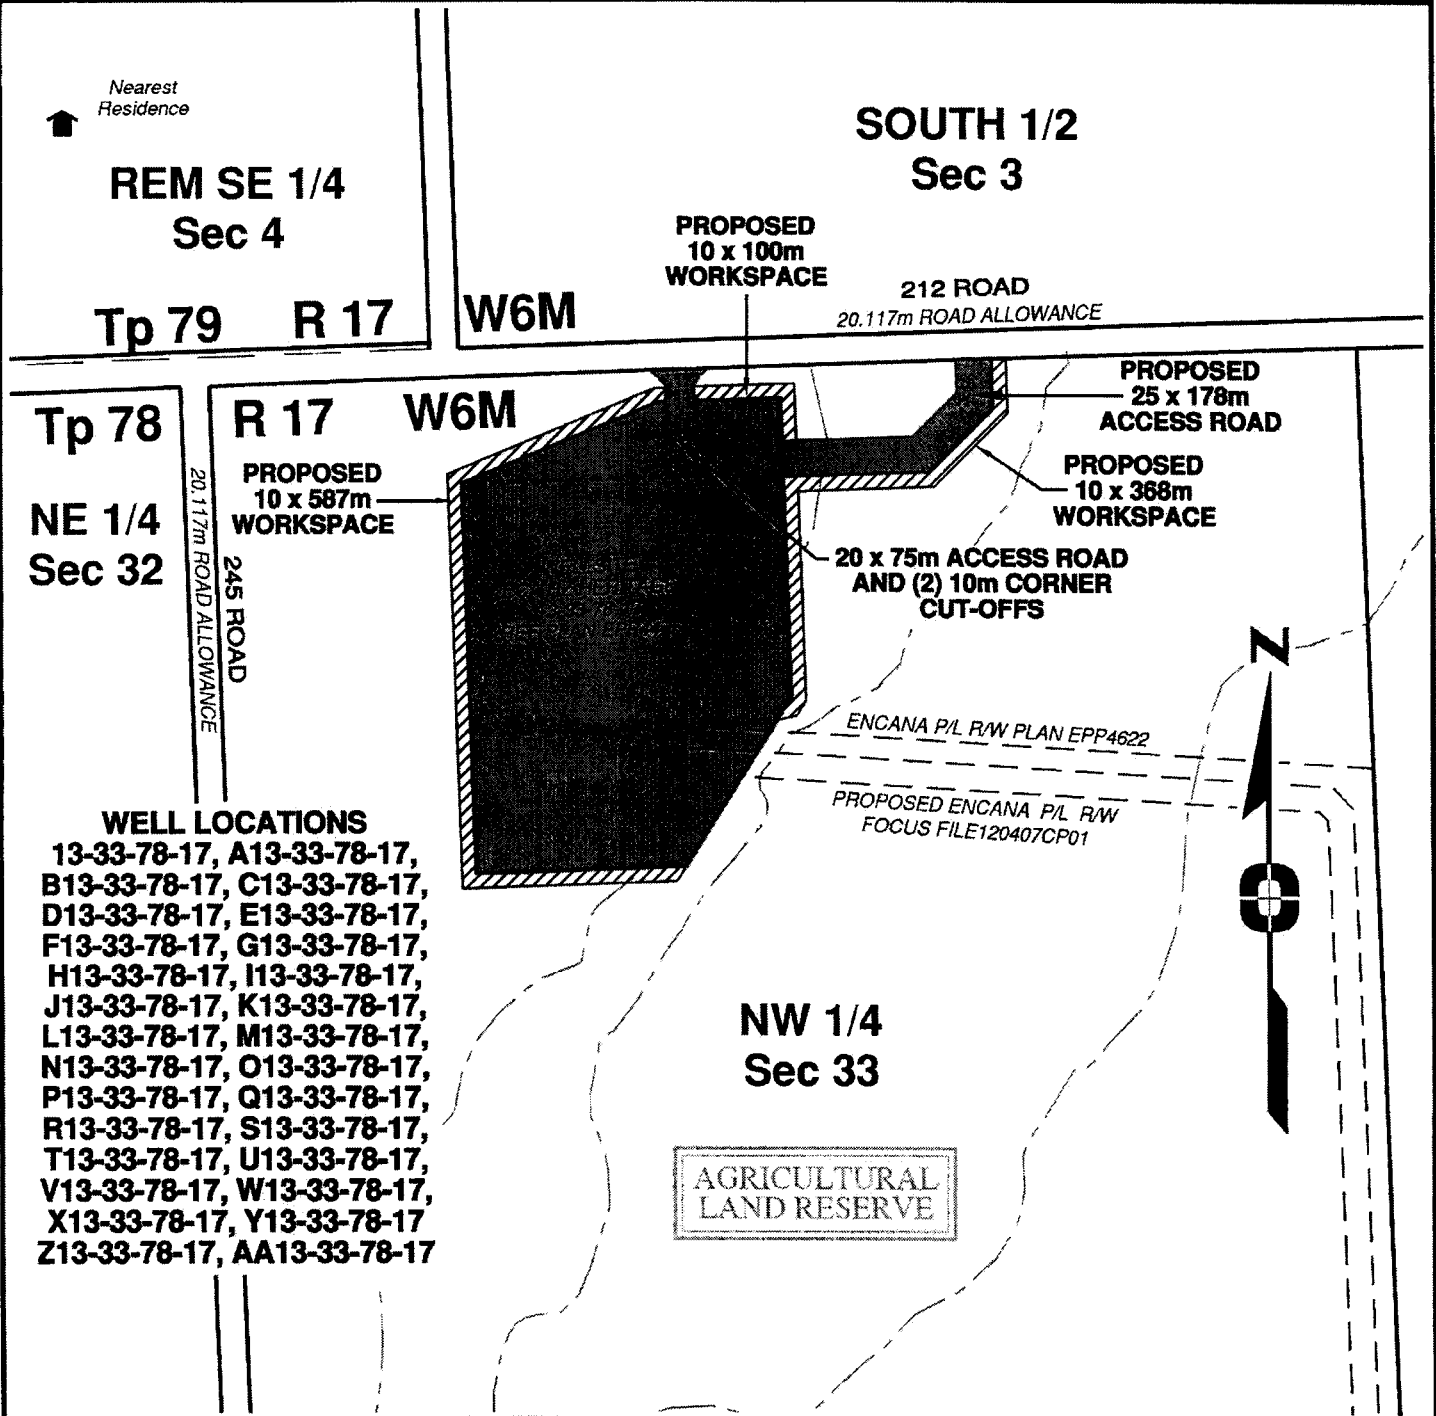 Nearest
Residence
REM SE 1/4
Sec 4
SOUTH 1/2
Sec 3
PROPOSED
10 x 100m
WORKSPACE
212 ROAD
20.117m ROAD ALLOWANCE
Tp 79 R 17 W6M
Tp 78 R 17 W6M
PROPOSED
25 x 178m
ACCESS ROAD
PROPOSED
10 x 587m
WORKSPACE
PROPOSED
10 x 368m
WORKSPACE
NE 1/4
Sec 32
20.117m ROAD ALLOWANCE
245 ROAD
20 x 75m ACCESS ROAD
AND (2) 10m CORNER
CUT-OFFS
N
ENCANA P/L R/W PLAN EPP4622
PROPOSED ENCANA P/L R/W
FOCUS FILE120407CP01
WELL LOCATIONS
13-33-78-17, A13-33-78-17,
B13-33-78-17, C13-33-78-17,
D13-33-78-17, E13-33-78-17,
F13-33-78-17, G13-33-78-17,
H13-33-78-17, I13-33-78-17,
J13-33-78-17, K13-33-78-17,
L13-33-78-17, M13-33-78-17,
N13-33-78-17, O13-33-78-17,
P13-33-78-17, Q13-33-78-17,
R13-33-78-17, S13-33-78-17,
T13-33-78-17, U13-33-78-17,
V13-33-78-17, W13-33-78-17,
X13-33-78-17, Y13-33-78-17
Z13-33-78-17, AA13-33-78-17
NW 1/4
Sec 33
AGRICULTURAL
LAND RESERVE